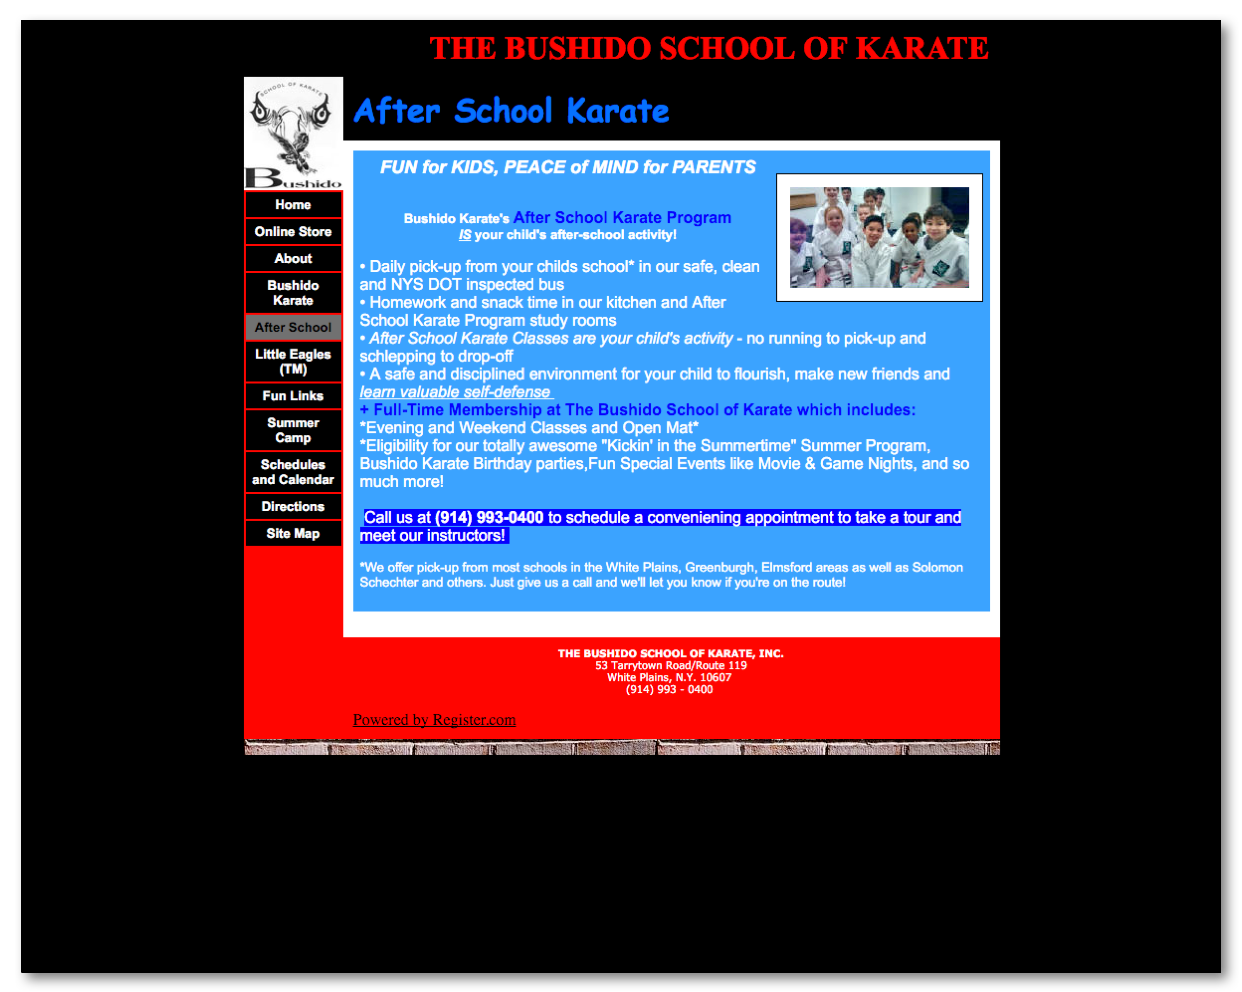 THE BUSHIDO SCHOOL OF KARATE
SCHOOL OF KARATE
Bushido
After School Karate
Home
Online Store
About
Bushido
Karate
After School
Little Eagles
(TM)
Fun Links
Summer
Camp
Schedules
and Calendar
Directions
Site Map
FUN for KIDS, PEACE of MIND for PARENTS
Bushido Karate's After School Karate Program
IS your child's after-school activity!
• Daily pick-up from your childs school* in our safe, clean
and NYS DOT inspected bus
• Homework and snack time in our kitchen and After
School Karate Program study rooms
• After School Karate Classes are your child's activity - no running to pick-up and
schlepping to drop-off
• A safe and disciplined environment for your child to flourish, make new friends and
learn valuable self-defense
+ Full-Time Membership at The Bushido School of Karate which includes:
*Evening and Weekend Classes and Open Mat*
*Eligibility for our totally awesome "Kickin' in the Summertime" Summer Program,
Bushido Karate Birthday parties,Fun Special Events like Movie & Game Nights, and so
much more!
Call us at (914) 993-0400 to schedule a conveniening appointment to take a tour and
meet our instructors!
*We offer pick-up from most schools in the White Plains, Greenburgh, Elmsford areas as well as Solomon
Schechter and others. Just give us a call and we'll let you know if you're on the route!
THE BUSHIDO SCHOOL OF KARATE, INC.
53 Tarrytown Road/Route 119
White Plains, N.Y. 10607
(914) 993 - 0400
Powered by Register.com